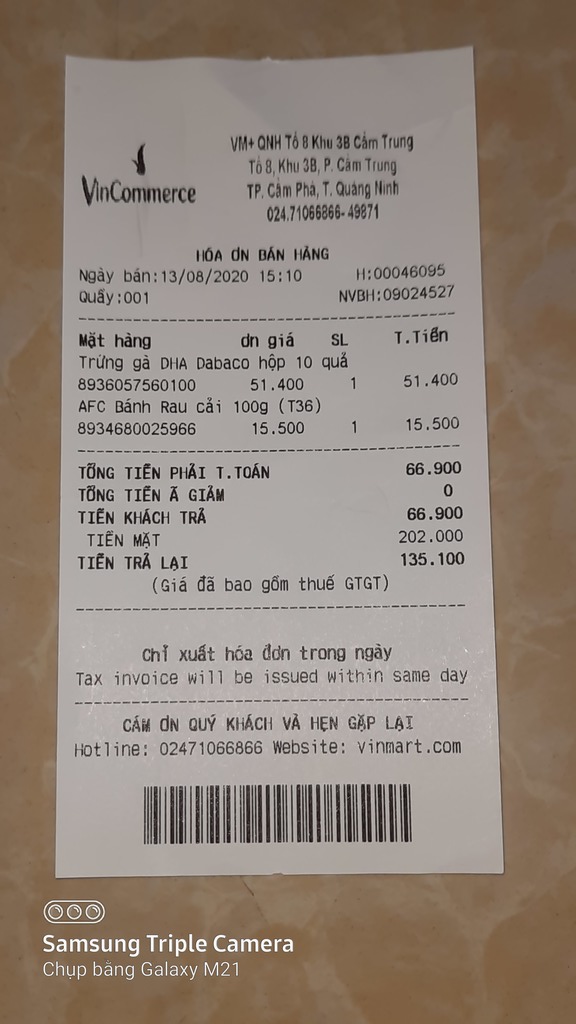 VinCommerce
VM+ QNH Tổ 8 Khu 3B Cẩm Trung
Tổ 8, Khu 3B, P. Cẩm Trung
TP. Cẩm Phả, T. Quảng Ninh
024.71066866-49871
HÓA ƠN BÁN HÀNG
Ngày bán:13/08/2020 15:10 H:00046095
Quầy:001 NVBH:09024527
Mặt hàng ơn giá SL T.Tiền
Trứng gà DHA Dabaco hộp 10 quả
8936057560100 51.400 1 51.400
AFC Bánh Rau cải 100g (T36)
8934680025966 15.500 1 15.500
TỔNG TIỀN PHẢI T.TOÁN 66.900
TỔNG TIỀN Ã GIẢM 0
TIỀN KHÁCH TRẢ 66.900
TIỀN MẶT 202.000
TIỀN TRẢ LẠI 135.100
(Giá đã bao gồm thuế GTGT)
Chỉ xuất hóa đơn trong ngày
Tax invoice will be issued within same day
CÁM ƠN QUÝ KHÁCH VÀ HẸN GẶP LẠI
Hotline: 02471066866 Website: vinmart.com
Samsung Triple Camera
Chụp bằng Galaxy M21